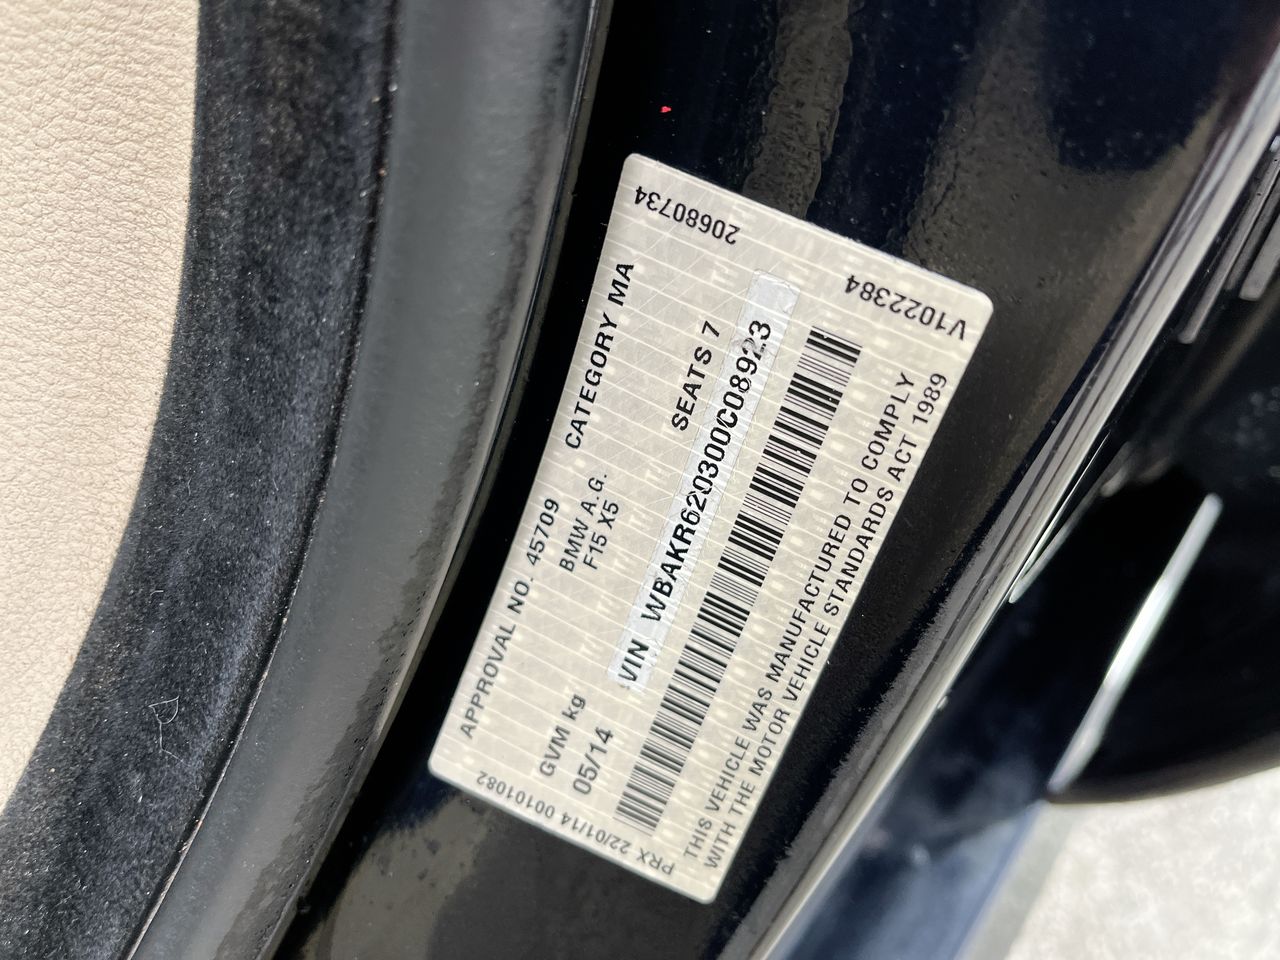 APPROVAL NO. 45709 CATEGORY MA
BMW A.G.
F15 X5
GVM kg SEATS 7
05/14
VIN WBAKR620300C08923
THIS VEHICLE WAS MANUFACTURED TO COMPLY
WITH THE MOTOR VEHICLE STANDARDS ACT 1989
20680734
V10223384
PRX 22/01/14 00101082